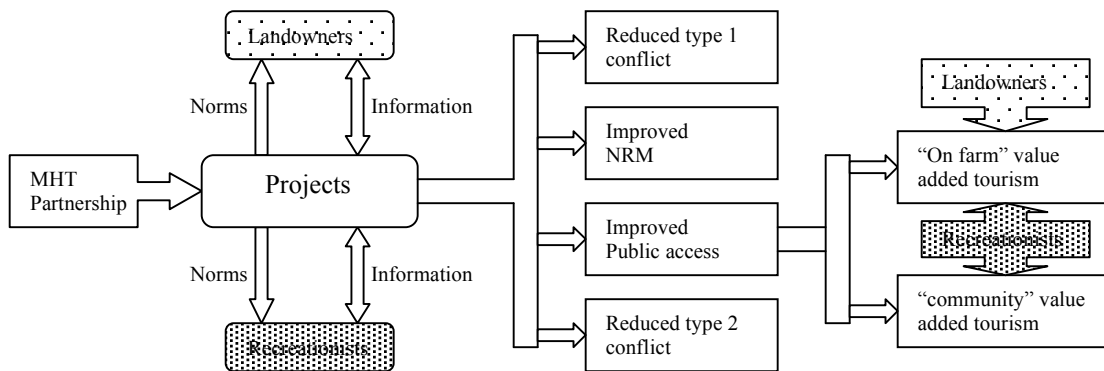 Landowners
Norms
Information
MHT
Partnership
Projects
Norms
Information
Recreationists
Reduced type 1
conflict
Improved
NRM
Improved
Public access
Reduced type 2
conflict
Landowners
“On farm” value
added tourism
Recreationists
“community” value
added tourism